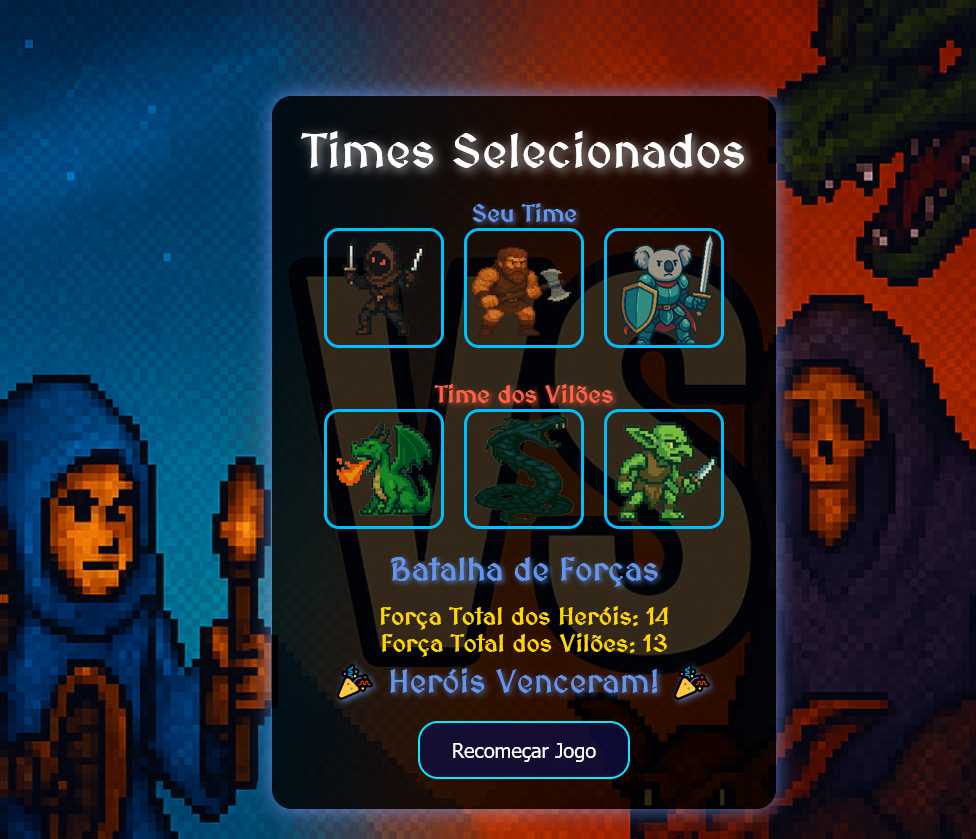 Times Selecionados
Seu Time
VS
Time dos Vilões
Batalha de Forças
Força Total dos Heróis: 14
Força Total dos Vilões: 13
🎉 Heróis Venceram! 🎉
Recomeçar Jogo